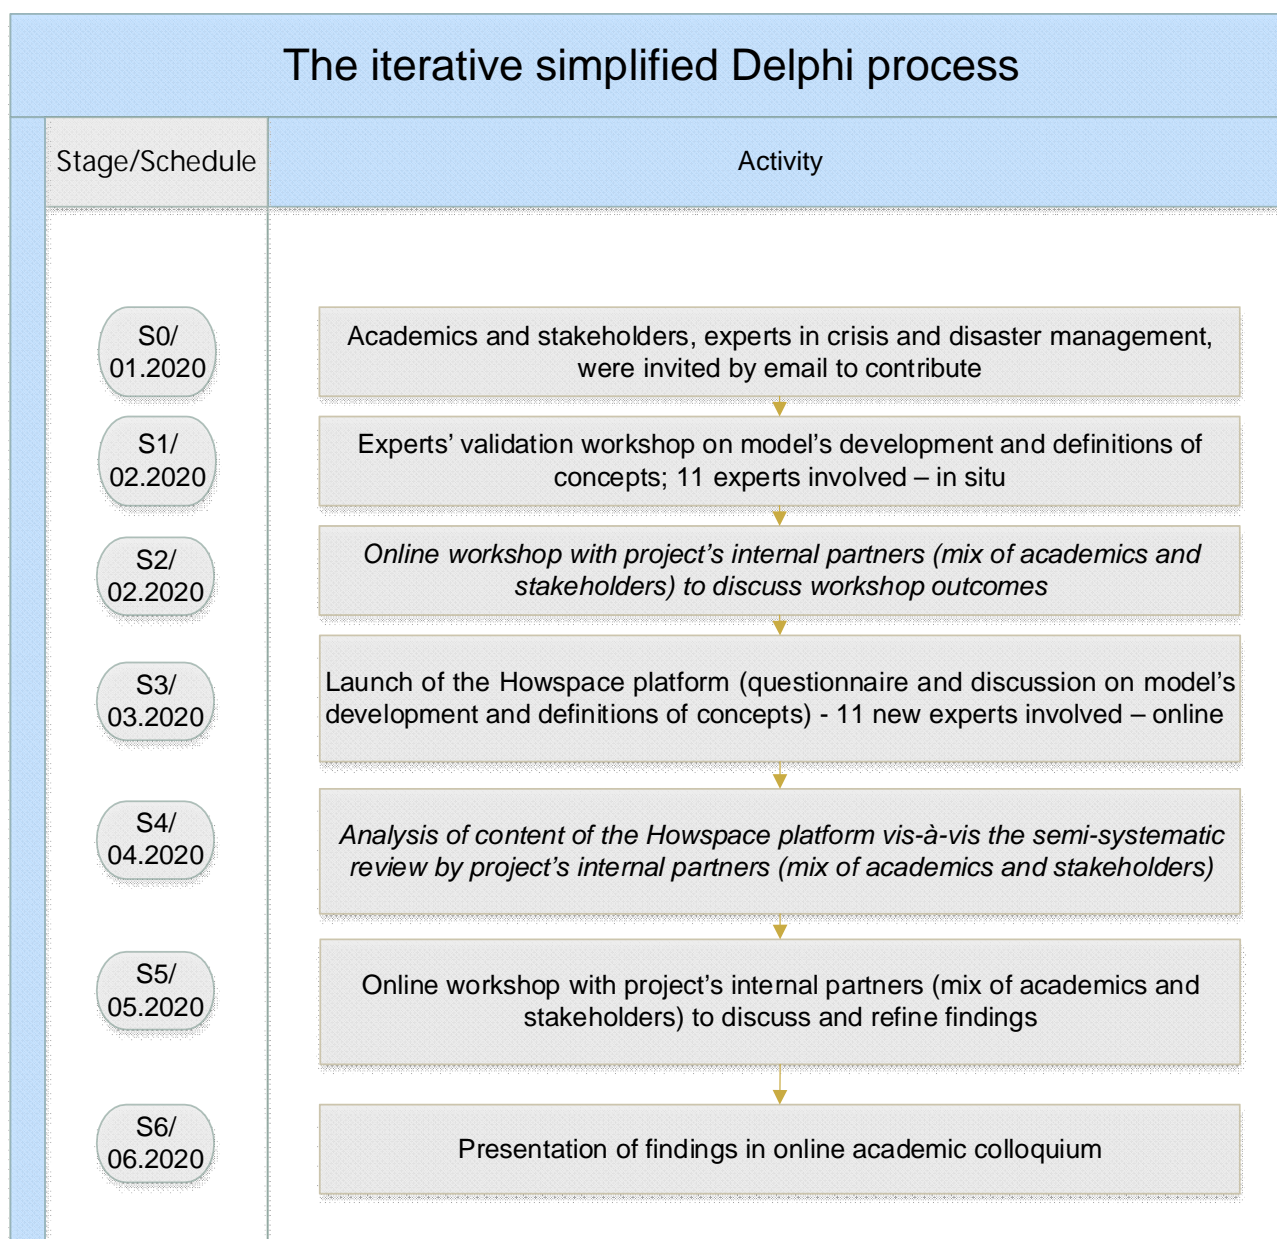 The iterative simplified Delphi process
Stage/Schedule
Activity
S0/
01.2020
Academics and stakeholders, experts in crisis and disaster management,
were invited by email to contribute
S1/
02.2020
Experts’ validation workshop on model’s development and definitions of
concepts; 11 experts involved – in situ
S2/
02.2020
Online workshop with project’s internal partners (mix of academics and
stakeholders) to discuss workshop outcomes
S3/
03.2020
Launch of the Howspace platform (questionnaire and discussion on model’s
development and definitions of concepts) - 11 new experts involved – online
S4/
04.2020
Analysis of content of the Howspace platform vis-à-vis the semi-systematic
review by project’s internal partners (mix of academics and stakeholders)
S5/
05.2020
Online workshop with project’s internal partners (mix of academics and
stakeholders) to discuss and refine findings
S6/
06.2020
Presentation of findings in online academic colloquium